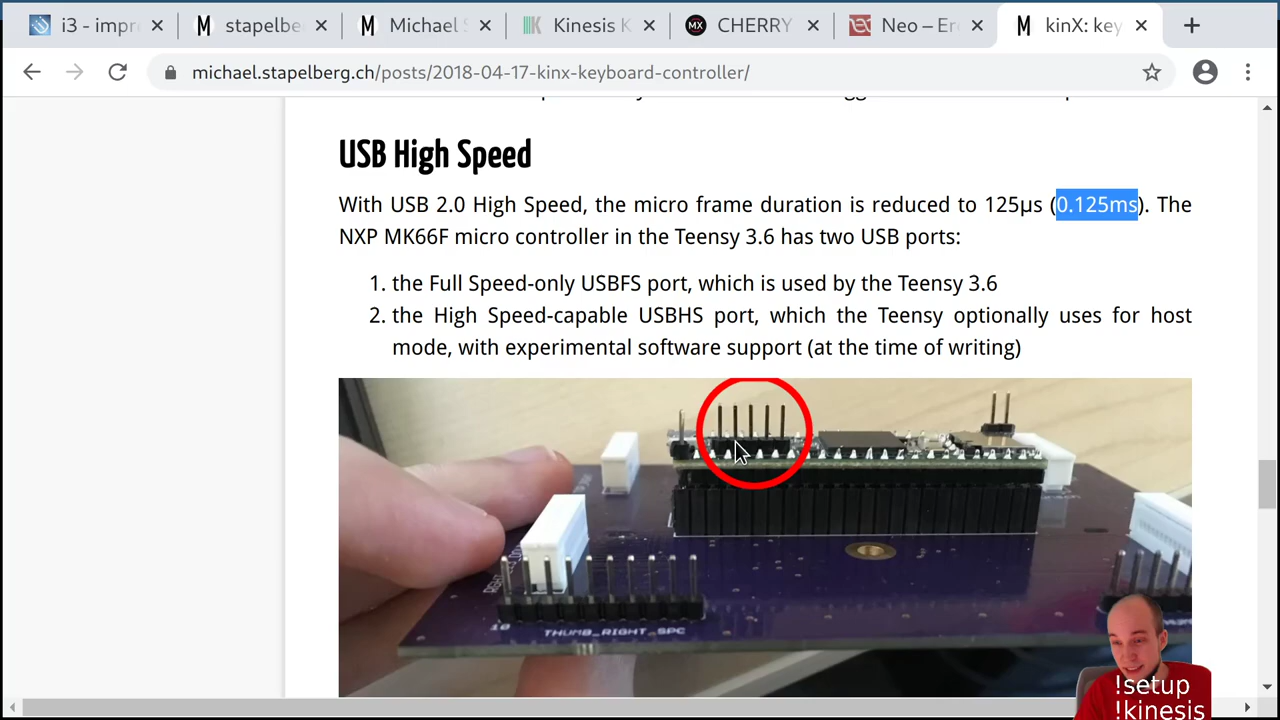 i3 - impr
stapelbe
Michael S
Kinesis K
CHERRY
Neo – Er
kinX: key
michael.stapelberg.ch/posts/2018-04-17-kinx-keyboard-controller/
USB High Speed
With USB 2.0 High Speed, the micro frame duration is reduced to 125µs (0.125ms). The
NXP MK66F micro controller in the Teensy 3.6 has two USB ports:
1. the Full Speed-only USBFS port, which is used by the Teensy 3.6
2. the High Speed-capable USBHS port, which the Teensy optionally uses for host
mode, with experimental software support (at the time of writing)
10
THUMB_RIGHT_SPC
!setup
!kinesis